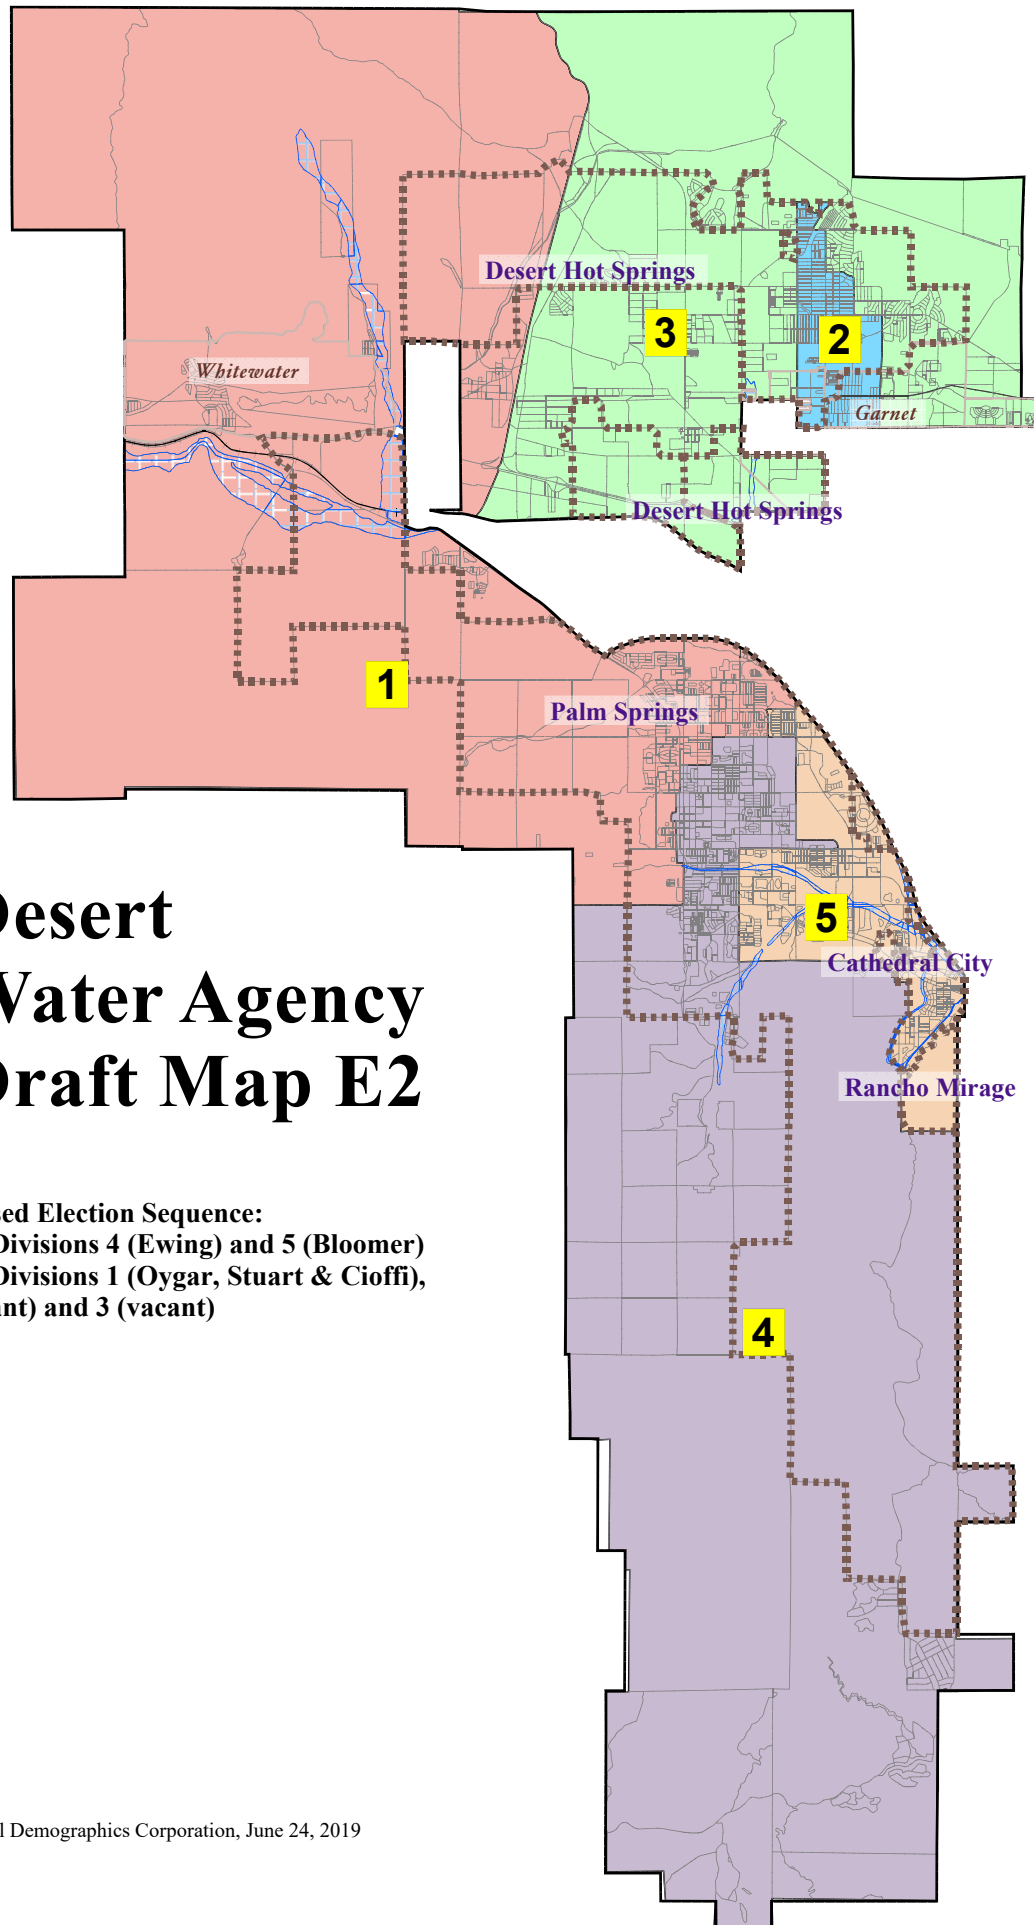 Desert Hot Springs
3
2
Whitewater
Garnet
Desert Hot Springs
1
Palm Springs
5
Cathedral City
Rancho Mirage
4
esert
ater Agency
raft Map E2
sed Election Sequence:
Divisions 4 (Ewing) and 5 (Bloomer)
Divisions 1 (Oygar, Stuart & Cioffi),
nt) and 3 (vacant)
l Demographics Corporation, June 24, 2019